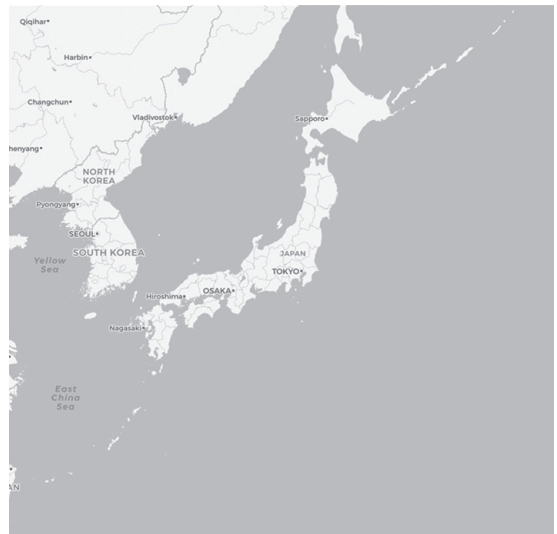 Qiqihar
Harbin
Changchun
Vladivostok
Sapporo
henyang
NORTH
KOREA
Pyongyang
SEOUL
SOUTH KOREA
JAPAN
Yellow
Sea
TOKYO
OSAKA
Hiroshima
Nagasaki
East
China
Sea
AN